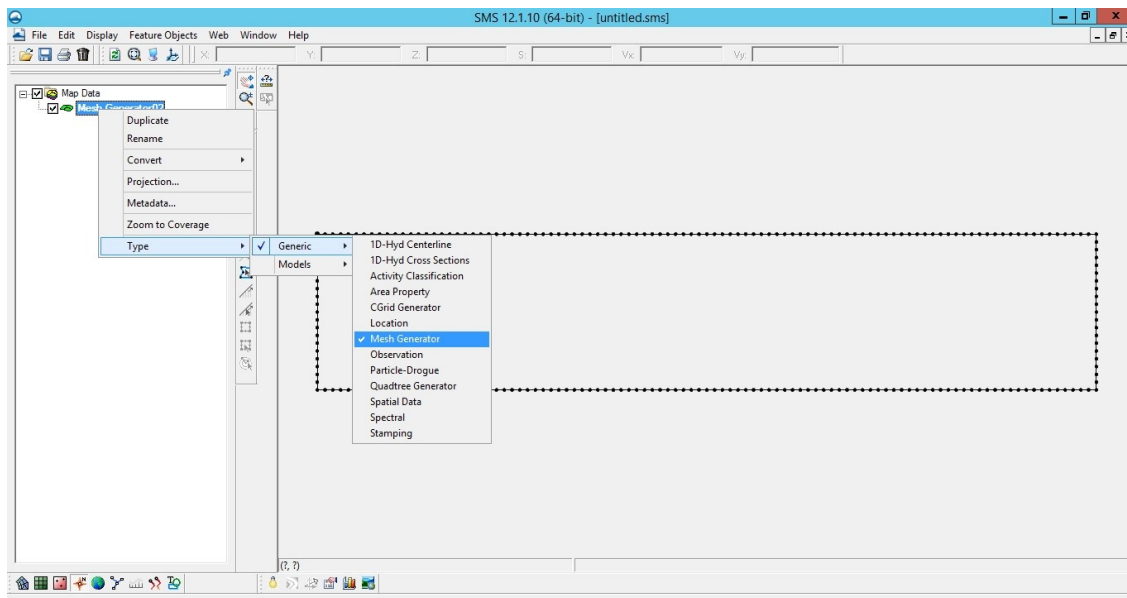 SMS 12.1.10 (64-bit) - [untitled.sms]
File Edit Display Feature Objects Web Window Help
X: Y: Z: S: Vx: Vy:
Map Data
Mesh Generator02
Duplicate
Rename
Convert
Projection...
Metadata...
Zoom to Coverage
Type
Generic
Models
1D-Hyd Centerline
1D-Hyd Cross Sections
Activity Classification
Area Property
CGrid Generator
Location
Mesh Generator
Observation
Particle-Drogue
Quadtree Generator
Spatial Data
Spectral
Stamping
(?, ?)